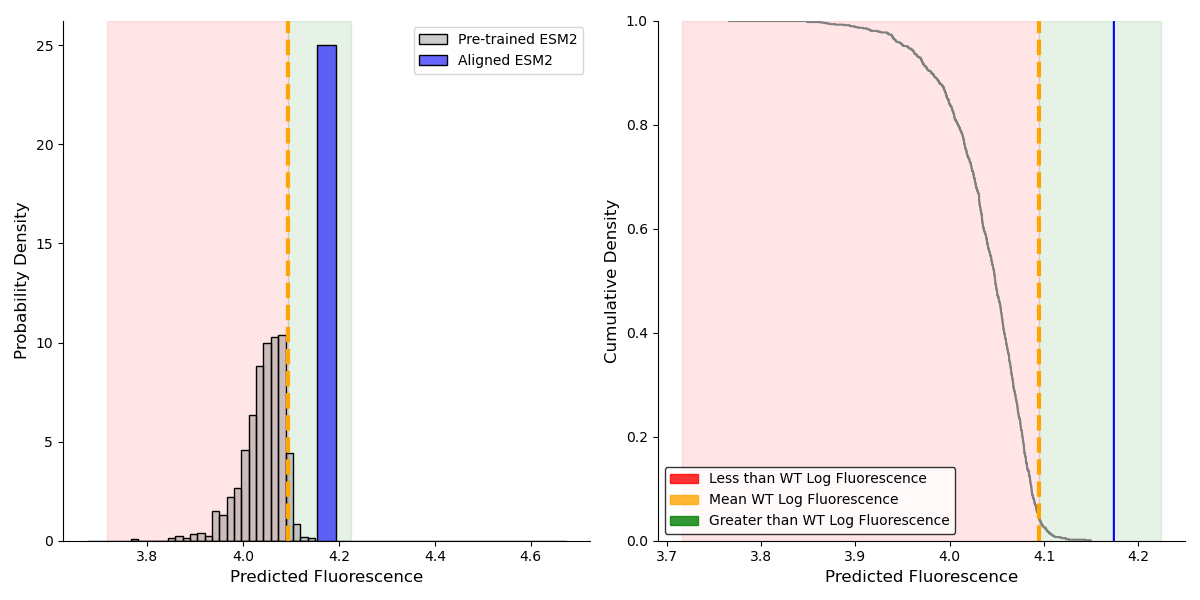 Probability Density
25
20
15
10
5
0
3.8
4.0
4.2
4.4
4.6
Predicted Fluorescence
Pre-trained ESM2
Aligned ESM2
Cumulative Density
1.0
0.8
0.6
0.4
0.2
0.0
3.7
3.8
3.9
4.0
4.1
4.2
Predicted Fluorescence
Less than WT Log Fluorescence
Mean WT Log Fluorescence
Greater than WT Log Fluorescence